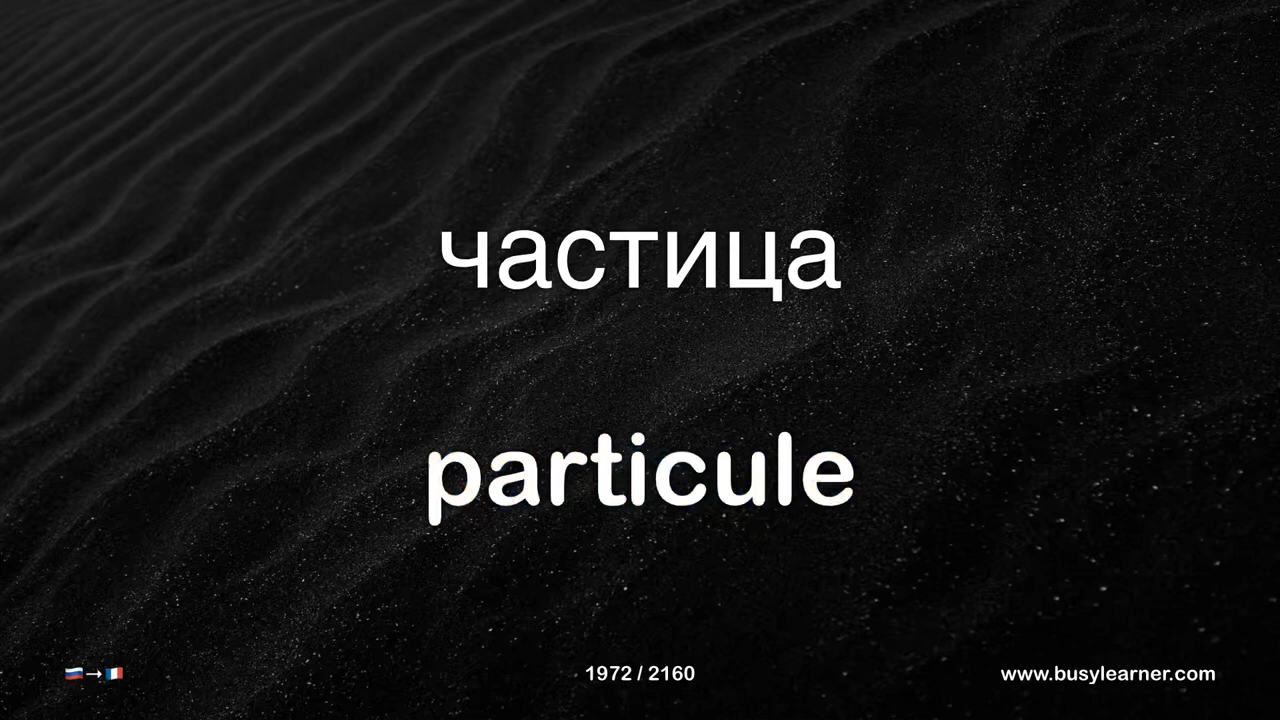 частица
particule
🇷🇺→🇫🇷
1972 / 2160
www.busylearner.com